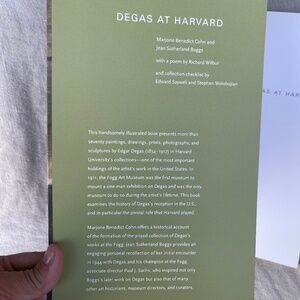 DEGAS AT HARVARD
Marjorie Benedict Cohn and
Jean Sutherland Boggs
with a poem by Richard Wilbur
and collection checklist by
Edward Saywell and Stephan Wolohojian
DEGAS AT HARV
This handsomely illustrated book presents more than
seventy paintings, drawings, prints, photographs, and
sculptures by Edgar Degas (1834–1917) in Harvard
University's collections—one of the most important
holdings of the artist's work in the United States. In
1911, the Fogg Art Museum was the first museum to
mount a one-man exhibition on Degas and was the only
museum to do so during the artist's lifetime. This book
examines the history of Degas's reception in the U.S.
and in particular the pivotal role that Harvard played.
Marjorie Benedict Cohn offers a historical account
of the formation of the prized collection of Degas's
works at the Fogg. Jean Sutherland Boggs provides an
engaging personal recollection of her initial encounter
in 1944 with Degas and his champion at the Fogg,
associate director Paul J. Sachs, who inspired not only
Boggs's later work on Degas but also that of many
other art historians, museum directors, and curators.